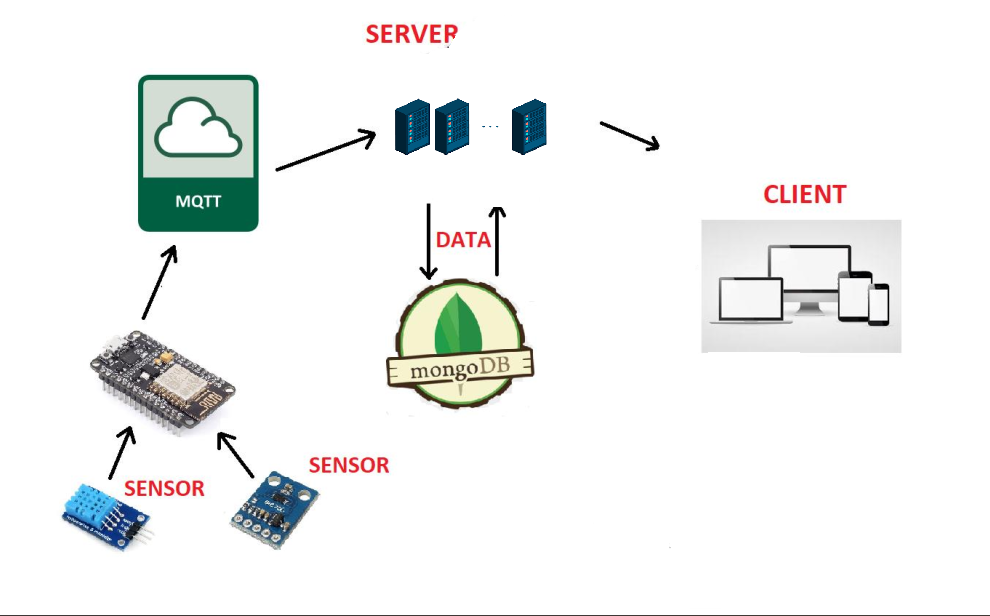 SERVER
MQTT
CLIENT
DATA
mongoDB
SENSOR
SENSOR